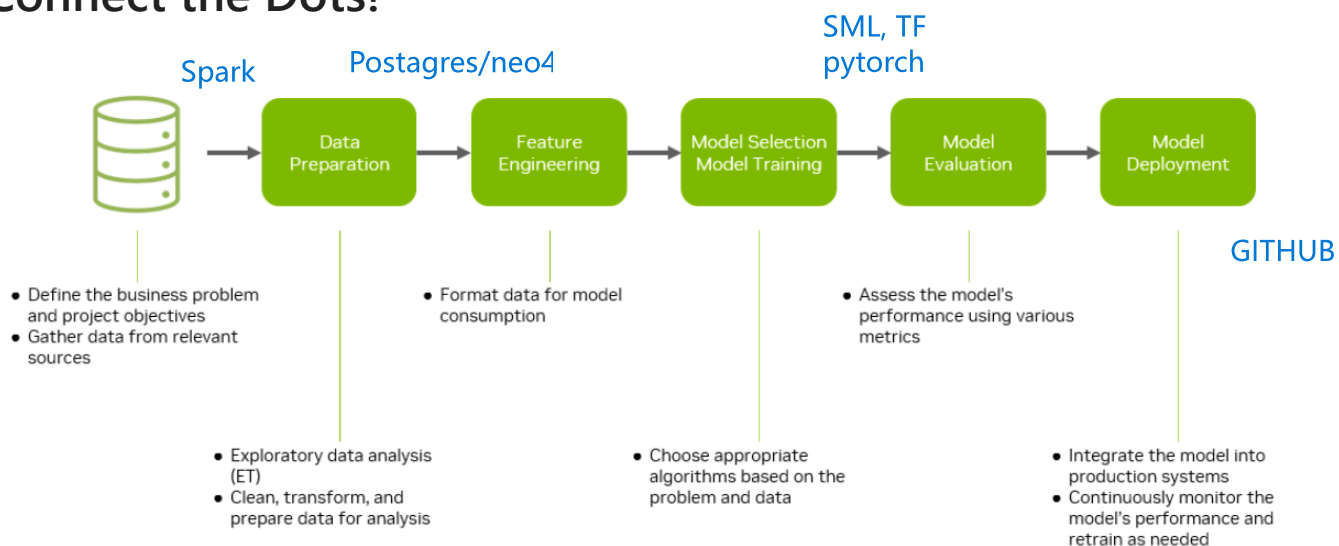 Connect the Dots!
SML, TF
pytorch
Spark
Postagres/neo4
Data
Preparation
Feature
Engineering
Model Selection
Model Training
Model
Evaluation
Model
Deployment
GITHUB
● Define the business problem
and project objectives
● Gather data from relevant
sources
● Format data for model
consumption
● Assess the model's
performance using various
metrics
● Exploratory data analysis
(ET)
● Clean, transform, and
prepare data for analysis
● Choose appropriate
algorithms based on the
problem and data
● Integrate the model into
production systems
● Continuously monitor the
model's performance and
retrain as needed